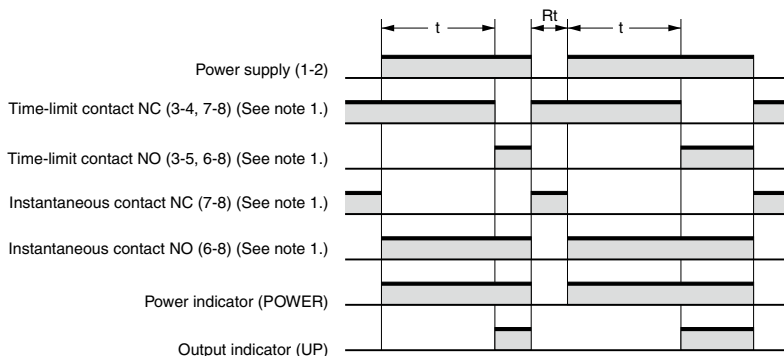 t
Rt
t
Power supply (1-2)
Time-limit contact NC (3-4, 7-8) (See note 1.)
Time-limit contact NO (3-5, 6-8) (See note 1.)
Instantaneous contact NC (7-8) (See note 1.)
Instantaneous contact NO (6-8) (See note 1.)
Power indicator (POWER)
Output indicator (UP)